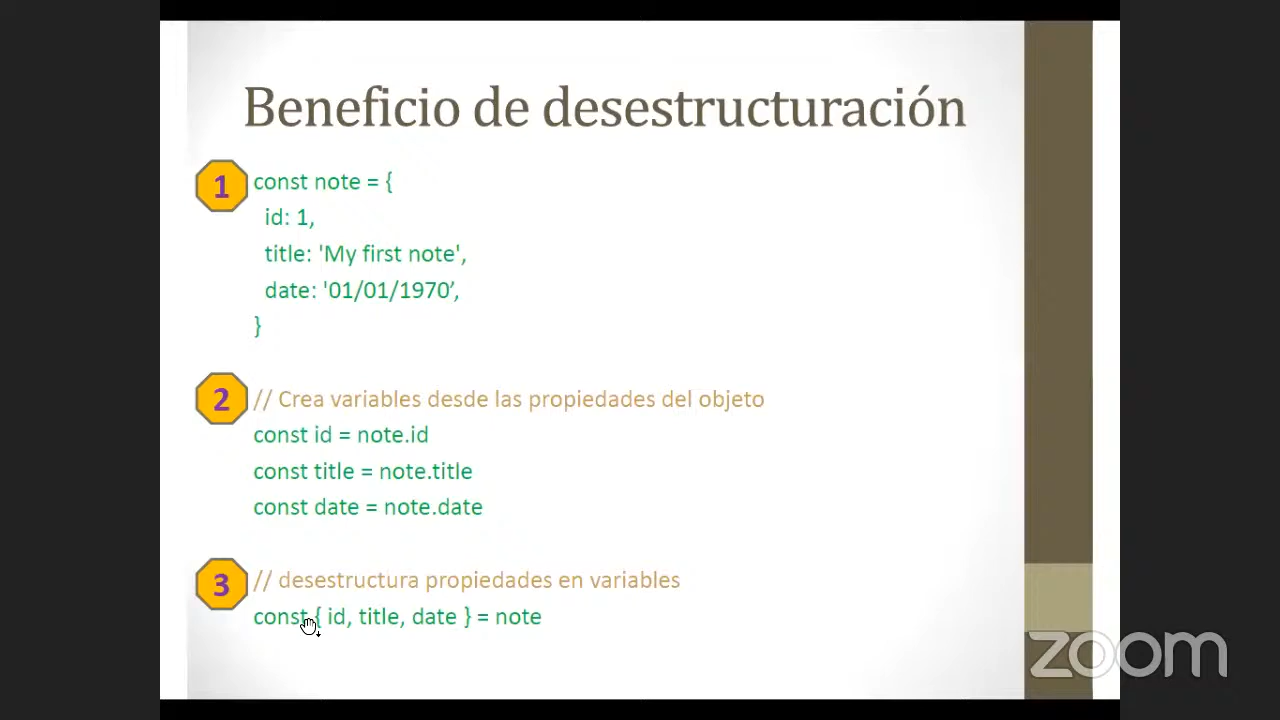 Beneficio de desestructuración
1 const note = {
id: 1,
title: 'My first note',
date: '01/01/1970’,
}
2 // Crea variables desde las propiedades del objeto
const id = note.id
const title = note.title
const date = note.date
3 // desestructura propiedades en variables
const { id, title, date } = note
zoom